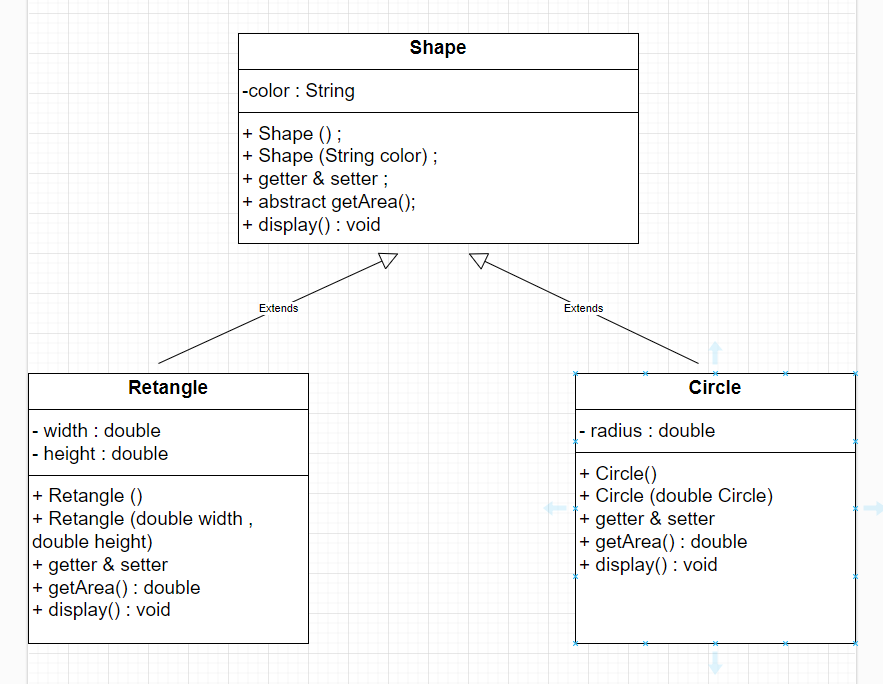 Shape
-color : String
+ Shape () ;
+ Shape (String color) ;
+ getter & setter ;
+ abstract getArea();
+ display() : void
Extends
Extends
Retangle
- width : double
- height : double
+ Retangle ()
+ Retangle (double width ,
double height)
+ getter & setter
+ getArea() : double
+ display() : void
Circle
- radius : double
+ Circle()
+ Circle (double Circle)
+ getter & setter
+ getArea() : double
+ display() : void